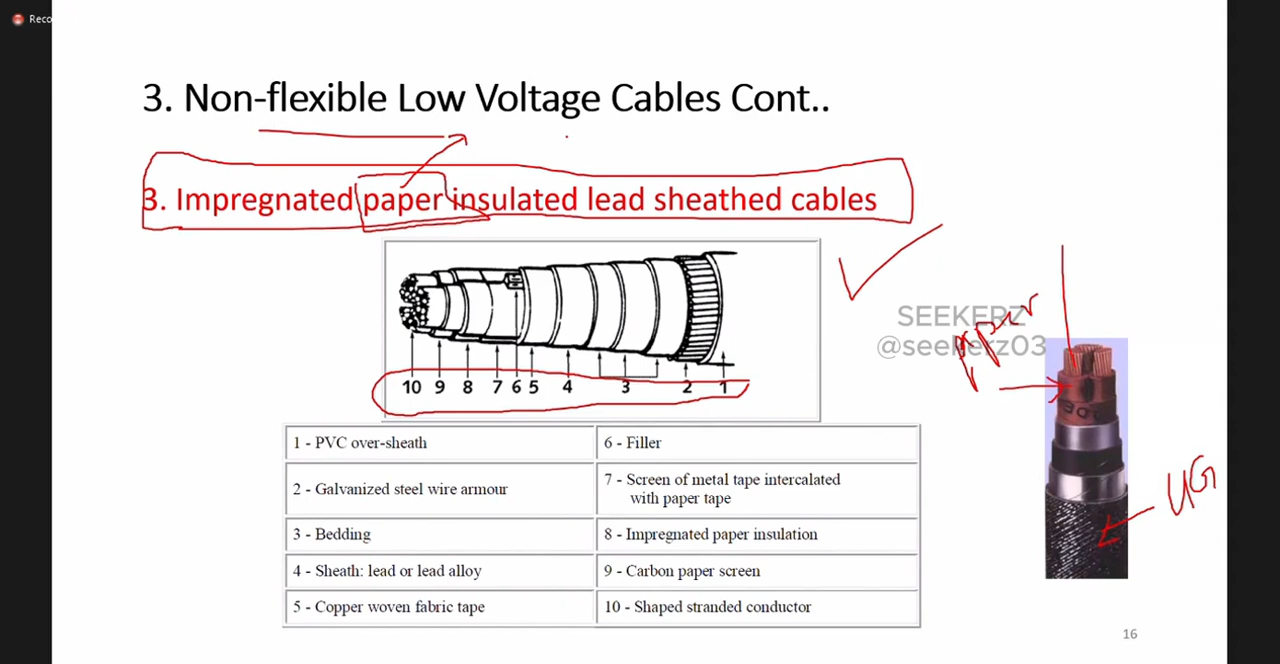 Reco
3. Non-flexible Low Voltage Cables Cont..
3. Impregnated paper insulated lead sheathed cables
SEEKERZ
@seekerz03
paper
10 9 8 7 6 5 4 3 2 1
UG
1 - PVC over-sheath
6 - Filler
2 - Galvanized steel wire armour
7 - Screen of metal tape intercalated
with paper tape
3 - Bedding
8 - Impregnated paper insulation
4 - Sheath: lead or lead alloy
9 - Carbon paper screen
5 - Copper woven fabric tape
10 - Shaped stranded conductor
16